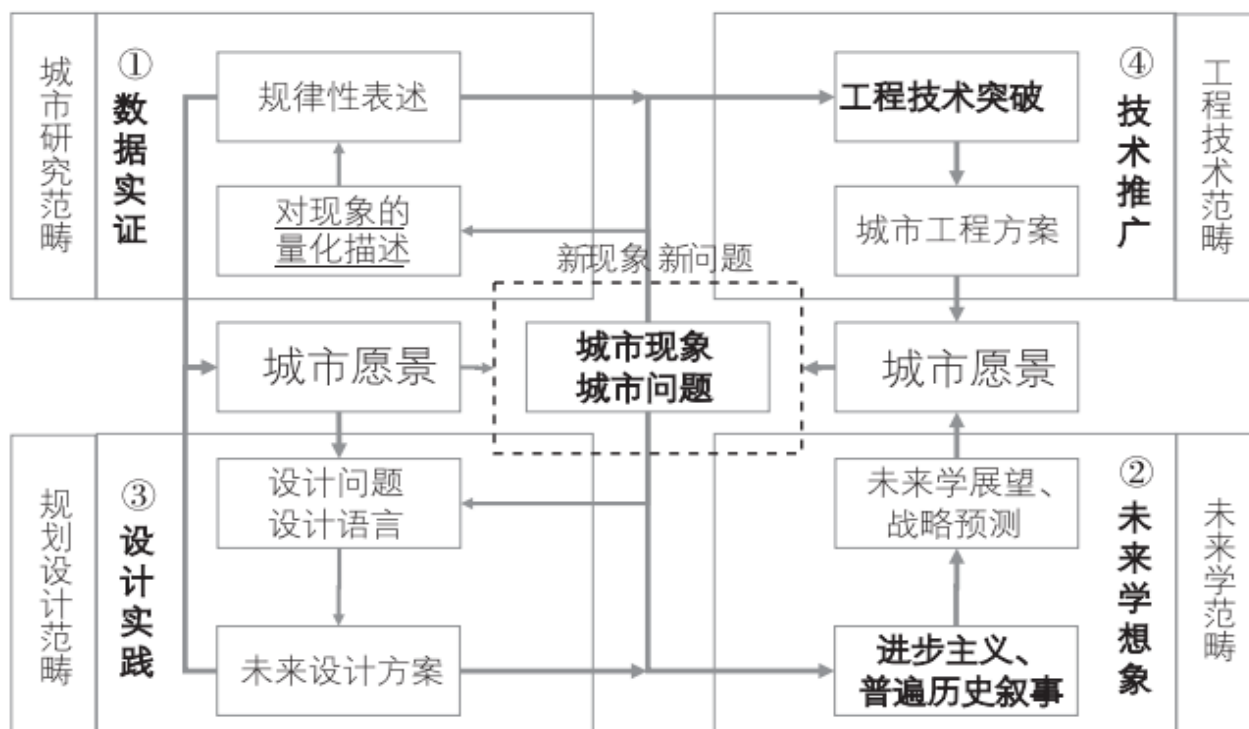 城市研究范畴
①
数据实证
规律性表述
对现象的
量化描述
工程技术突破
城市工程方案
④
技术推广
工程技术范畴
新现象 新问题
城市愿景
城市现象
城市问题
城市愿景
规划设计范畴
③
设计实践
设计问题
设计语言
未来设计方案
未来学展望、
战略预测
进步主义、
普遍历史叙事
②
未来学想象
未来学范畴